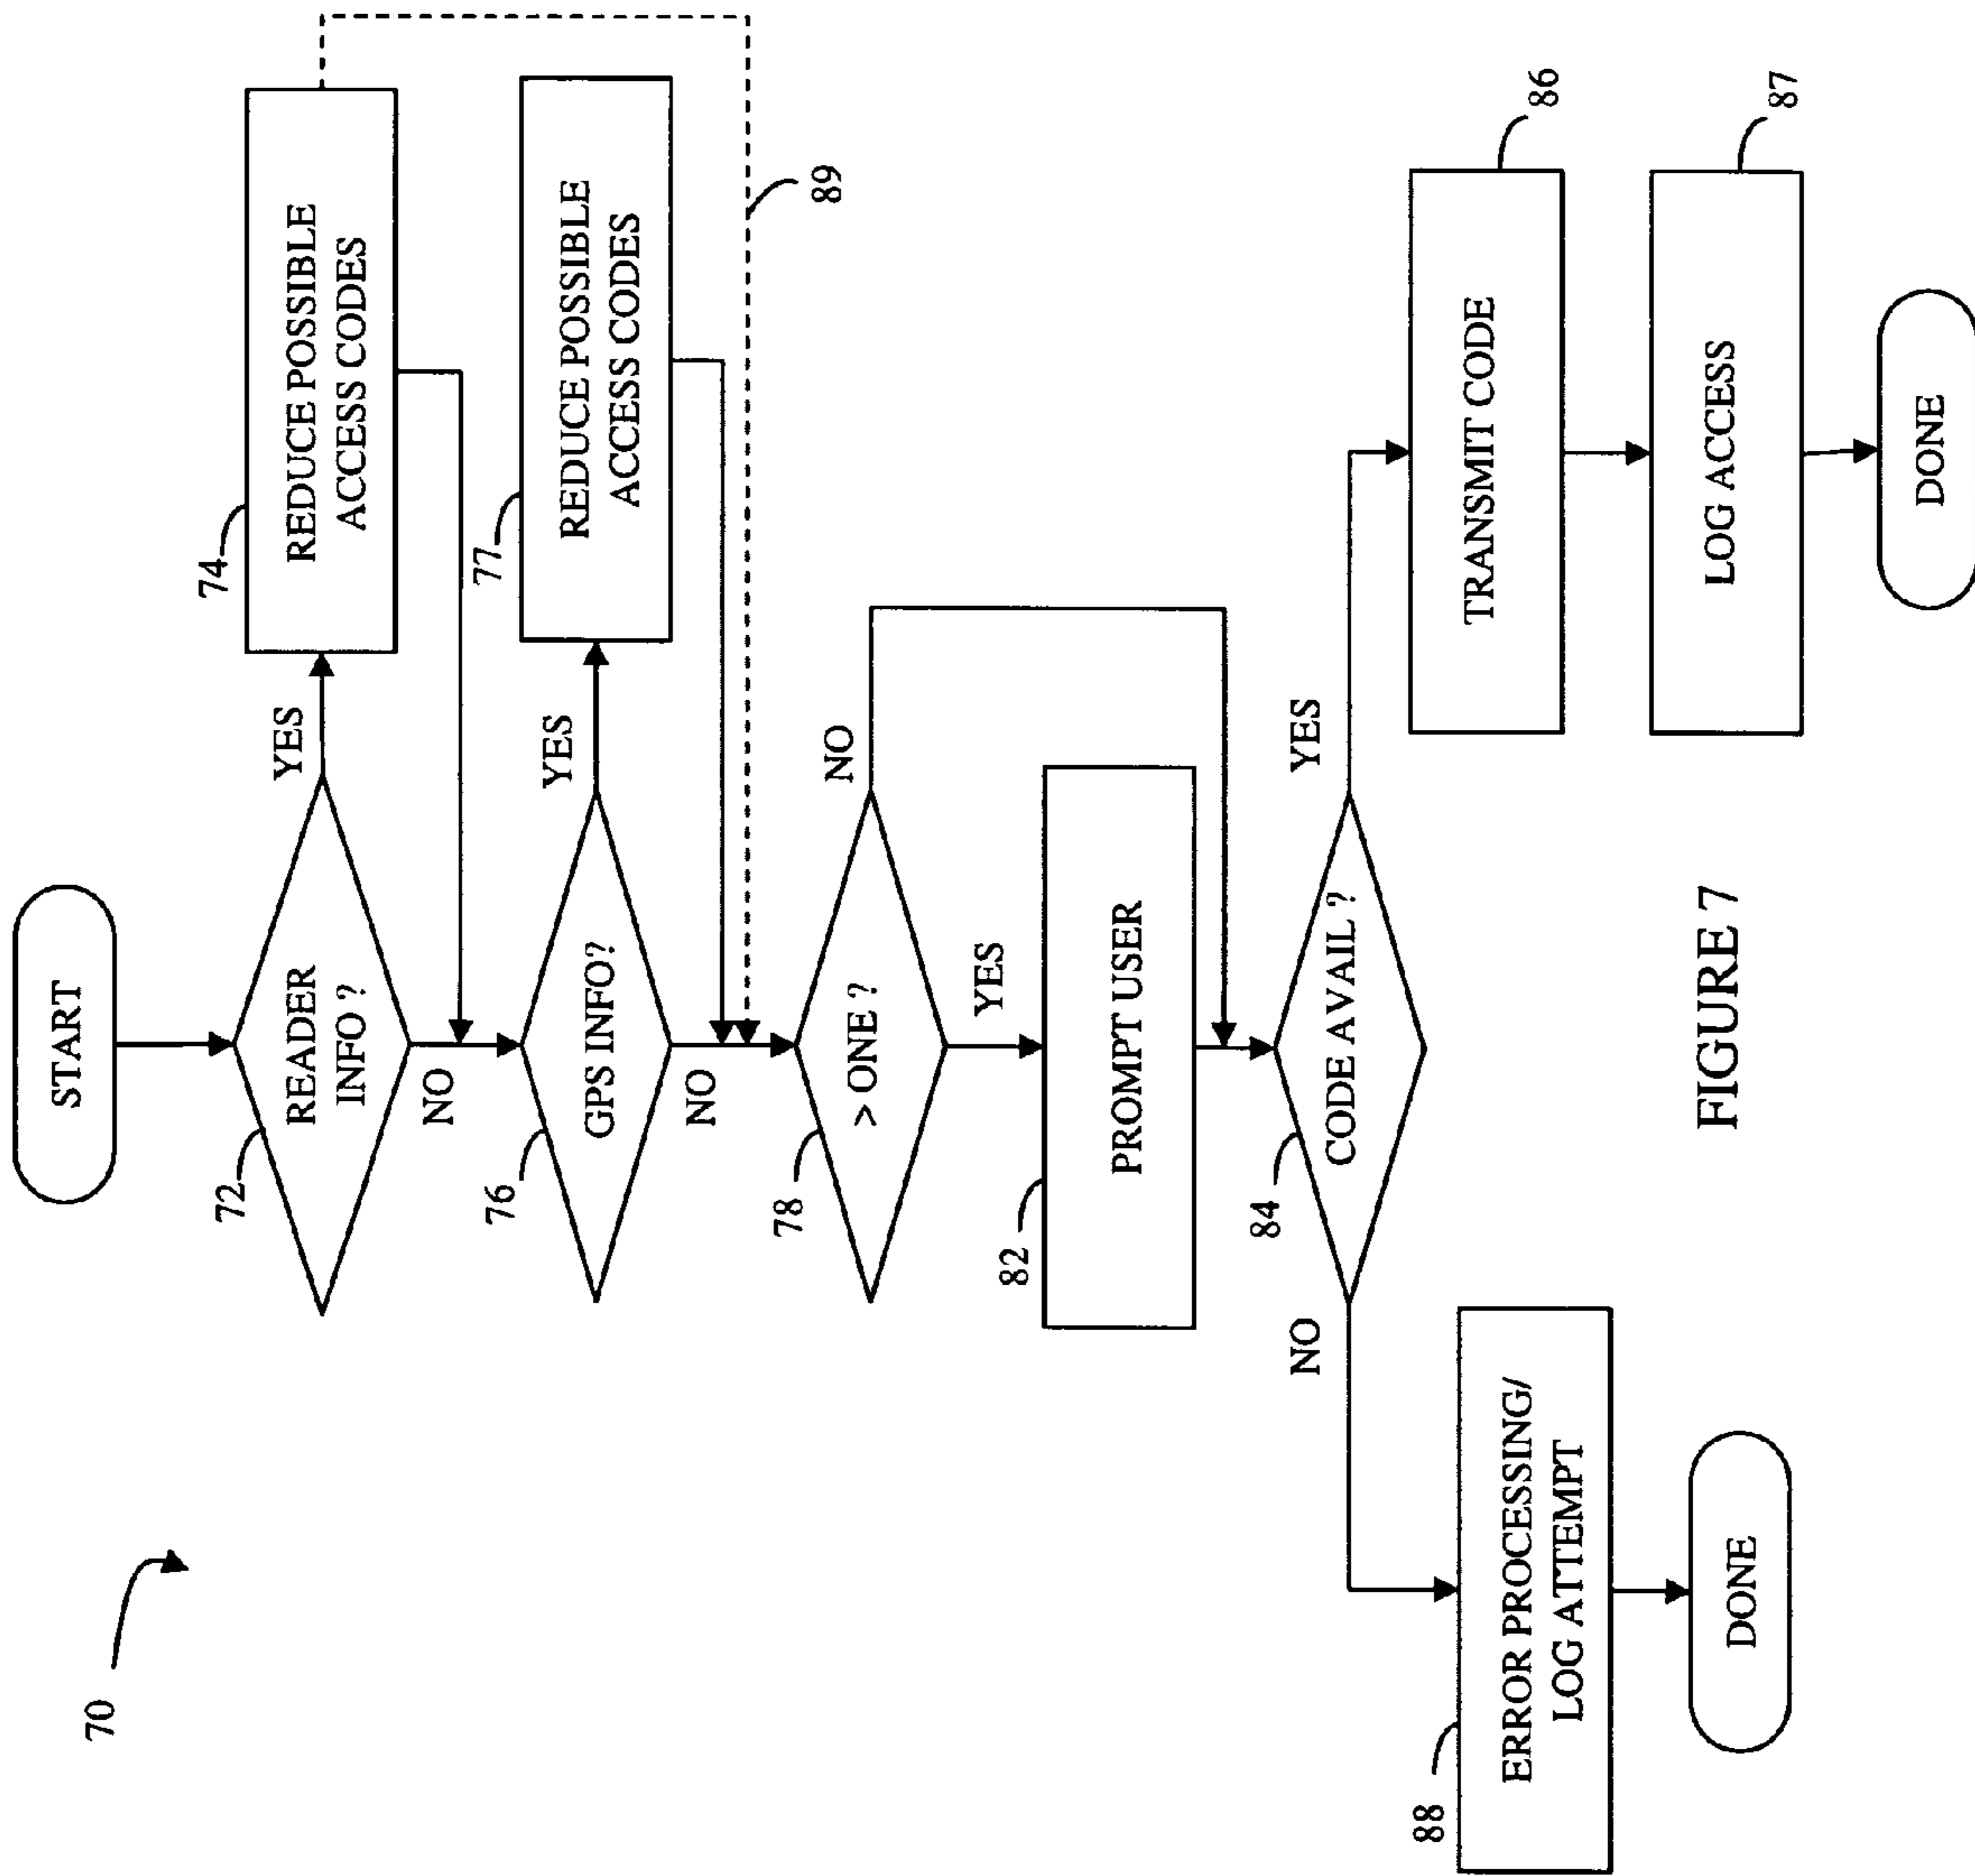 70
START
72
READER
INFO ?
YES
NO
74
REDUCE POSSIBLE
ACCESS CODES
76
GPS INFO?
YES
NO
77
REDUCE POSSIBLE
ACCESS CODES
89
78
> ONE ?
NO
YES
82
PROMPT USER
84
CODE AVAIL ?
NO
YES
86
TRANSMIT CODE
87
LOG ACCESS
DONE
88
ERROR PROCESSING/
LOG ATTEMPT
DONE
FIGURE 7